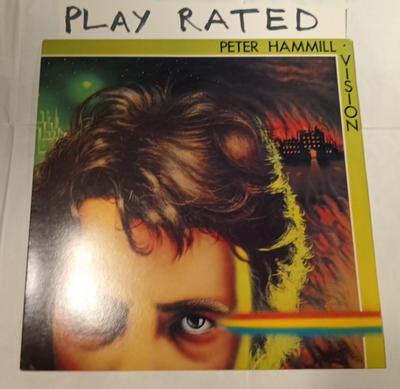 PLAY RATED
PETER HAMMILL · VISION